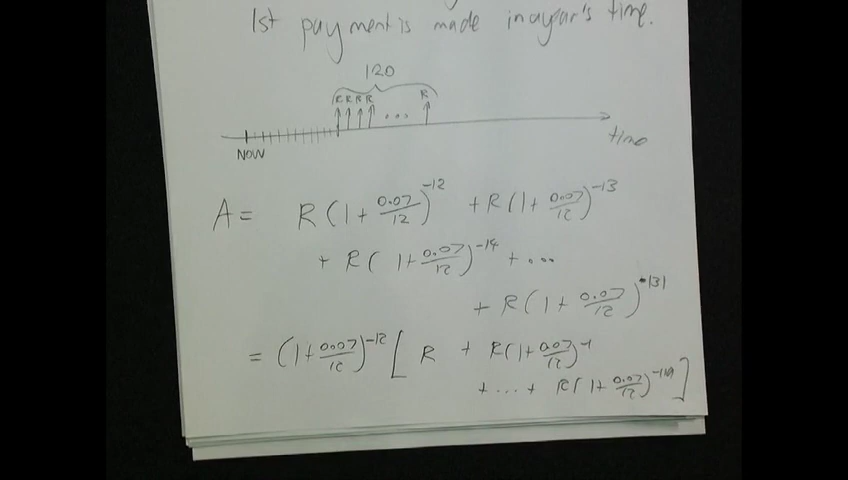 1st payment is made in a year's time.
120
R R R R ... R
NOW
time
A = R(1 + 0.07/12)^-12 + R(1 + 0.07/12)^-13
+ R(1 + 0.07/12)^-14 + ...
+ R(1 + 0.07/12)^-131
= (1 + 0.07/12)^-12 [ R + R(1 + 0.07/12)^-1
+ ... + R(1 + 0.07/12)^-119 ]